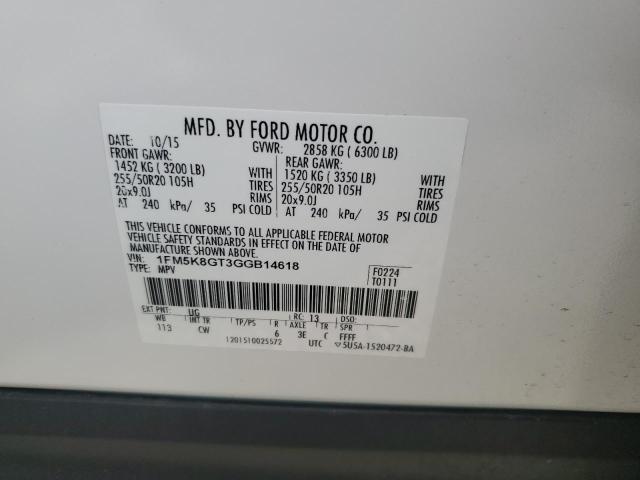 MFD. BY FORD MOTOR CO.
DATE: 10/15 GVWR: 2858 KG ( 6300 LB)
FRONT GAWR: REAR GAWR:
1452 KG ( 3200 LB) WITH 1520 KG ( 3350 LB) WITH
255/50R20 105H TIRES 255/50R20 105H TIRES
20x9.0J RIMS 20x9.0J RIMS
AT 240 kPa/ 35 PSI COLD AT 240 kPa/ 35 PSI COLD
THIS VEHICLE CONFORMS TO ALL APPLICABLE FEDERAL MOTOR
VEHICLE SAFETY STANDARDS IN EFFECT ON THE DATE OF
MANUFACTURE SHOWN ABOVE.
VIN: 1FM5K8GT3GGB14618 F0224
TYPE: MPV T0111
EXT PNT: UG RC: 13 DSO:
WB INT TR TP/PS R AXLE TR SPR
113 CW 6 3E C FFFF
1201510025572 UTC ▽5U5A-1520472-BA